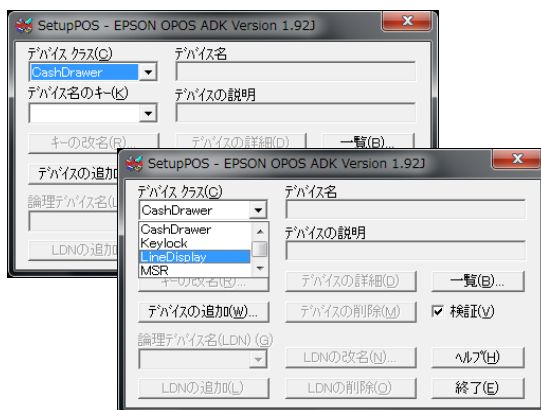 SetupPOS - EPSON OPOS ADK Version 1.92J
デバイス クラス(C)
デバイス名
CashDrawer
デバイス名のキー(K)
デバイスの説明
キーの改名(R)...
デバイスの詳細(D)
一覧(B)...
デバイスの追加
論理デバイス名(L
LDNの追加
SetupPOS - EPSON OPOS ADK Version 1.92J
デバイス クラス(C)
デバイス名
CashDrawer
CashDrawer
Keylock
LineDisplay
MSR
デバイスの説明
キーの改名(R)...
デバイスの詳細(D)
一覧(B)...
デバイスの追加(W)...
デバイスの削除(M)
検証(V)
論理デバイス名(LDN) (G)
LDNの改名(N)...
ヘルプ(H)
LDNの追加(L)
LDNの削除(O)
終了(E)